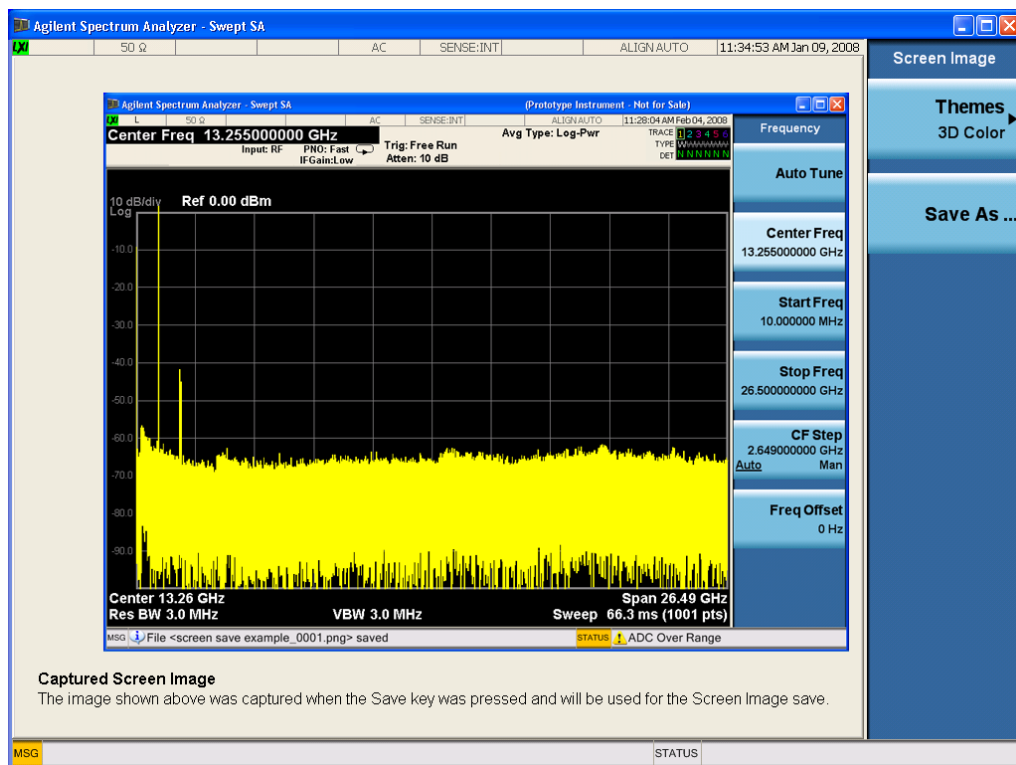 Agilent Spectrum Analyzer - Swept SA
LXI 50 Ω AC SENSE:INT ALIGN AUTO 11:34:53 AM Jan 09, 2008
Screen Image
Themes
3D Color
Save As ...
Agilent Spectrum Analyzer - Swept SA (Prototype Instrument - Not for Sale)
LXI L 50 Ω AC SENSE:INT ALIGN AUTO 11:28:04 AM Feb 04, 2008
Center Freq 13.255000000 GHz
Input: RF
PNO: Fast
IFGain:Low
Trig: Free Run
Atten: 10 dB
Avg Type: Log-Pwr
TRACE 1 2 3 4 5 6
TYPE WWWWWW
DET N N N N N N
10 dB/div Ref 0.00 dBm
Log
-10.0
-20.0
-30.0
-40.0
-50.0
-60.0
-70.0
-80.0
-90.0
Center 13.26 GHz Span 26.49 GHz
Res BW 3.0 MHz VBW 3.0 MHz Sweep 66.3 ms (1001 pts)
Frequency
Auto Tune
Center Freq
13.255000000 GHz
Start Freq
10.000000 MHz
Stop Freq
26.500000000 GHz
CF Step
2.649000000 GHz
Auto Man
Freq Offset
0 Hz
MSG File <screen save example_0001.png> saved STATUS ADC Over Range
Captured Screen Image
The image shown above was captured when the Save key was pressed and will be used for the Screen Image save.
MSG STATUS